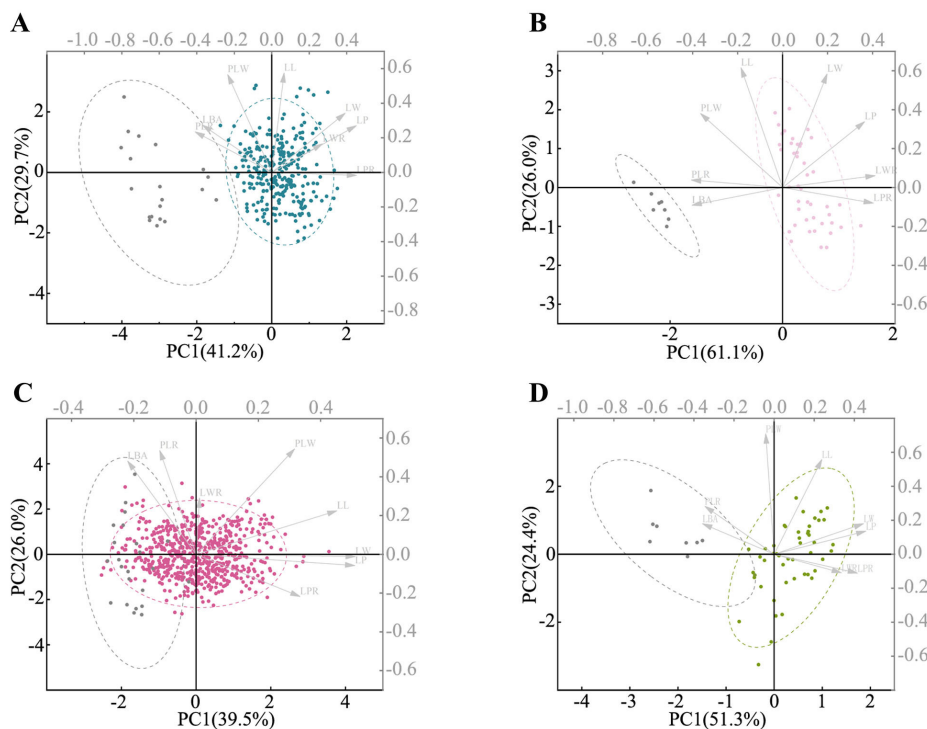 A
-1.0 -0.8 -0.6 -0.4 -0.2 0.0 0.2 0.4
PLW LL
LBA LW
PLR LP
WR
LPR
2
0
-2
-4
0.6
0.4
0.2
0.0
-0.2
-0.4
-0.6
-0.8
PC2(29.7%)
-4 -2 0 2
PC1(41.2%)
B
-0.7 -0.5 -0.4 -0.2 0.0 0.2 0.4
LL LW
PLW
LP
LWR
PLR
LBA LPR
3
2
1
0
-1
-2
-3
0.6
0.4
0.2
0.0
-0.2
-0.4
-0.6
PC2(26.0%)
-4 -2 0 2
PC1(61.1%)
C
-0.4 -0.2 0.0 0.2 0.4 0.6
PLR PLW
LBA
LWR
LL
LW
LP
LPR
4
2
0
-2
-4
0.6
0.4
0.2
0.0
-0.2
-0.4
-0.6
PC2(26.0%)
-4 -2 0 2 4
PC1(39.5%)
D
-1.0 -0.8 -0.6 -0.4 -0.2 0.0 0.2 0.4
PLW
LL
PLR
LBA
LP
LPR
2
0
-2
-4
0.6
0.4
0.2
0.0
-0.2
-0.4
-0.6
PC2(24.4%)
-4 -3 -2 -1 0 1 2
PC1(51.3%)